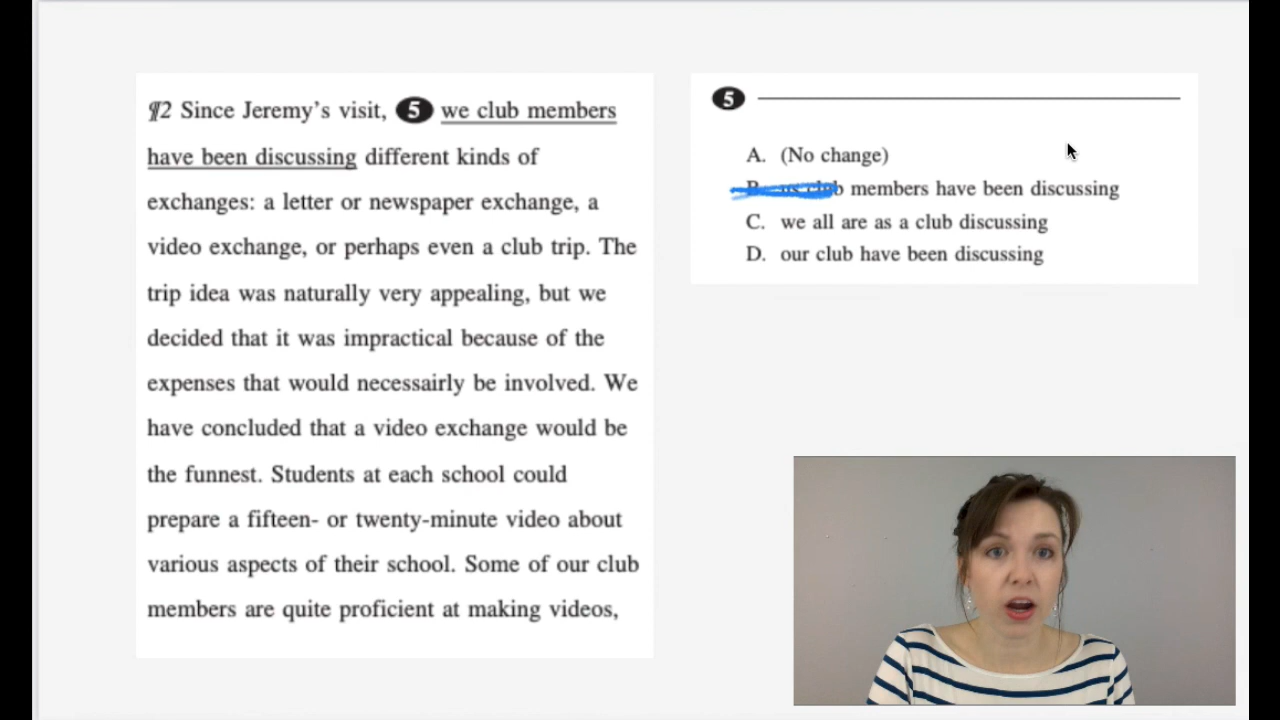 ¶2 Since Jeremy's visit, 5 we club members
have been discussing different kinds of
exchanges: a letter or newspaper exchange, a
video exchange, or perhaps even a club trip. The
trip idea was naturally very appealing, but we
decided that it was impractical because of the
expenses that would necessairly be involved. We
have concluded that a video exchange would be
the funnest. Students at each school could
prepare a fifteen- or twenty-minute video about
various aspects of their school. Some of our club
members are quite proficient at making videos,
5
A. (No change)
B. us club members have been discussing
C. we all are as a club discussing
D. our club have been discussing